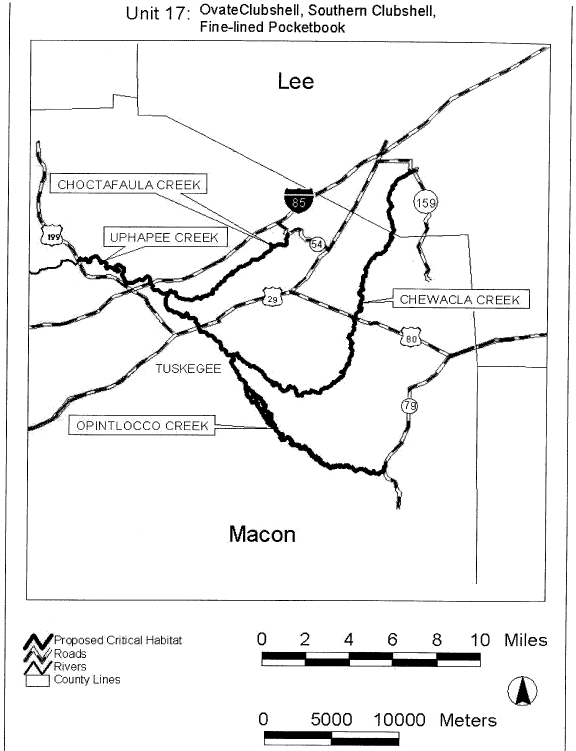 Unit 17: OvateClubshell, Southern Clubshell,
Fine-lined Pocketbook
Lee
CHOCTAFAULA CREEK
85
159
199
UPHAPEE CREEK
54
29
CHEWACLA CREEK
80
TUSKEGEE
79
OPINTLOCCO CREEK
Macon
Proposed Critical Habitat
Roads
Rivers
County Lines
0 2 4 6 8 10 Miles
0 5000 10000 Meters